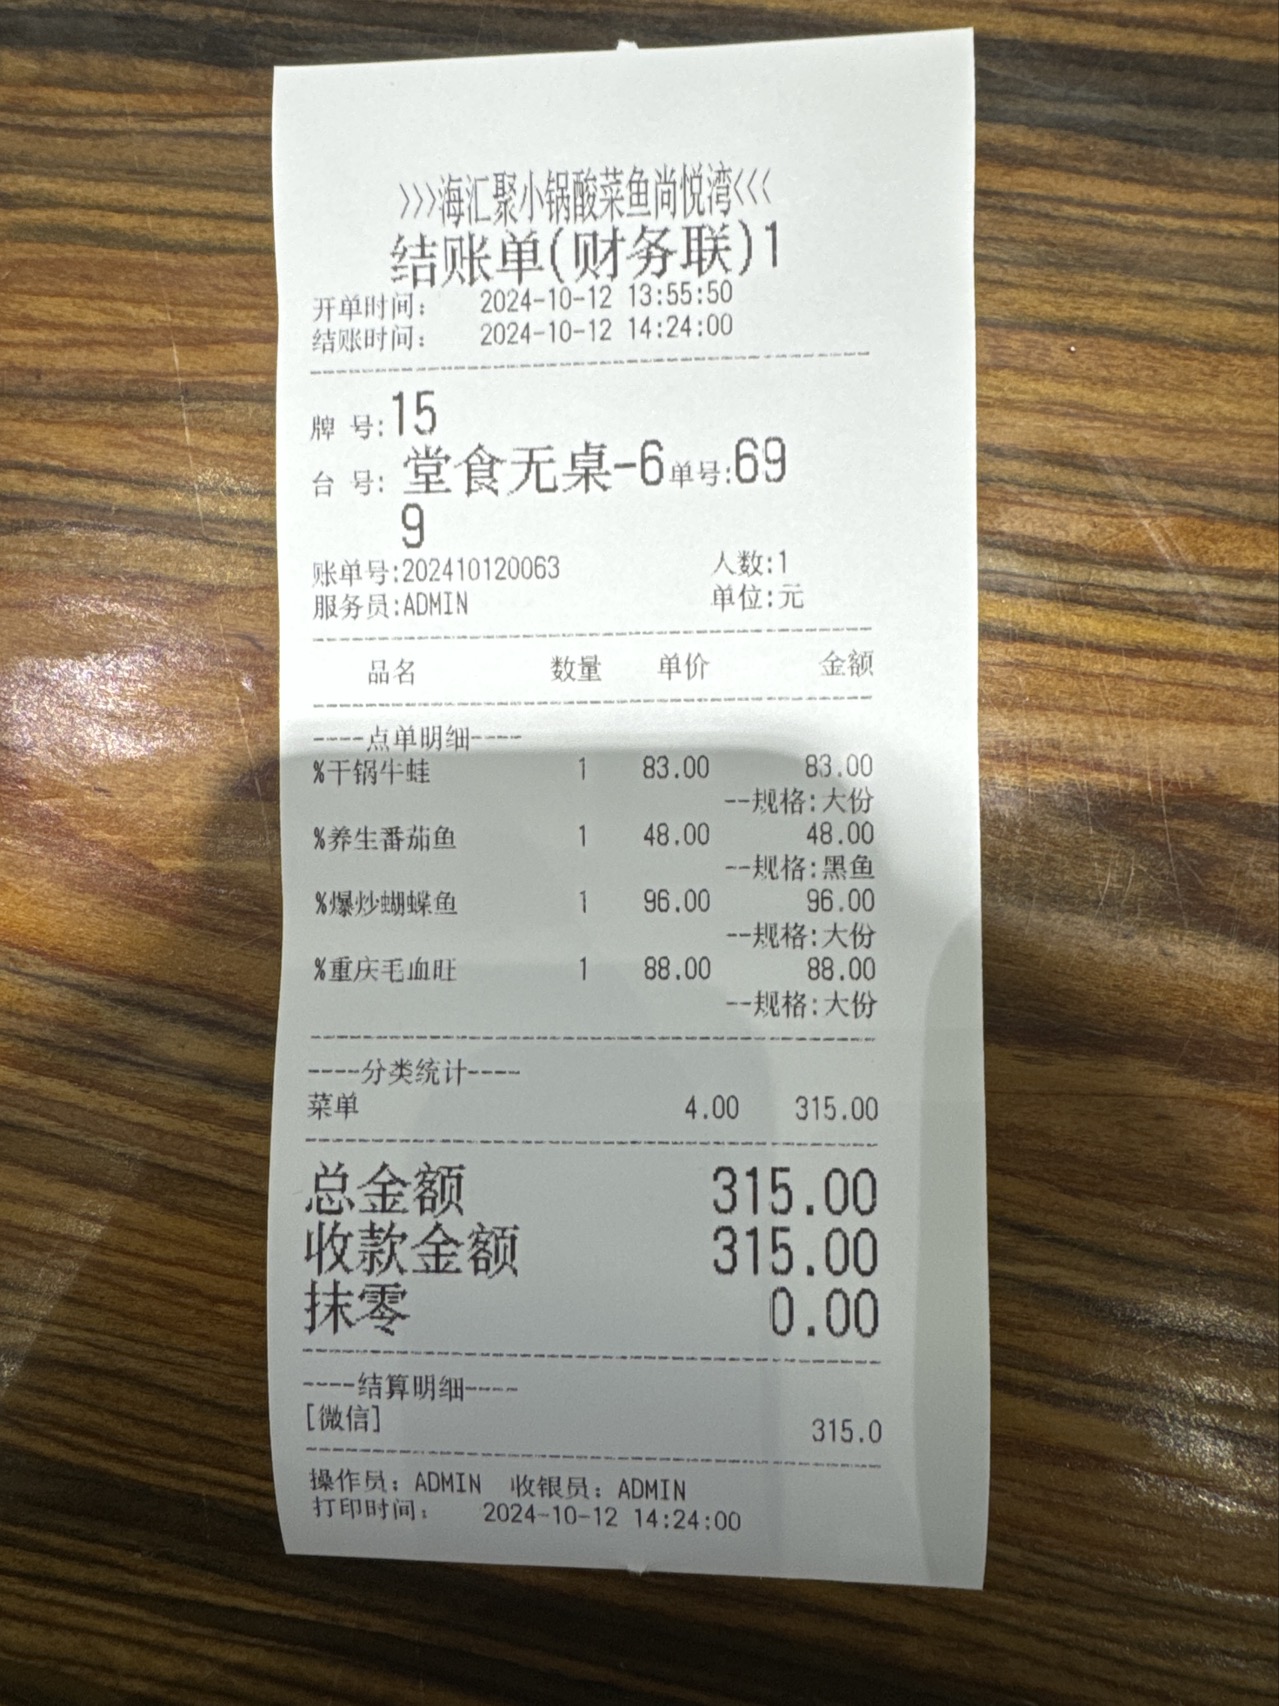 >>>海汇聚小锅酸菜鱼尚悦湾<<<
结账单(财务联)1
开单时间： 2024-10-12 13:55:50
结账时间： 2024-10-12 14:24:00
牌 号:15
台 号: 堂食无桌-6单号:69
9
账单号:202410120063 人数:1
服务员:ADMIN 单位:元
品名 数量 单价 金额
----点单明细----
%干锅牛蛙 1 83.00 83.00
--规格:大份
%养生番茄鱼 1 48.00 48.00
--规格:黑鱼
%爆炒蝴蝶鱼 1 96.00 96.00
--规格:大份
%重庆毛血旺 1 88.00 88.00
--规格:大份
----分类统计----
菜单 4.00 315.00
总金额 315.00
收款金额 315.00
抹零 0.00
----结算明细----
[微信] 315.0
操作员: ADMIN 收银员: ADMIN
打印时间： 2024-10-12 14:24:00